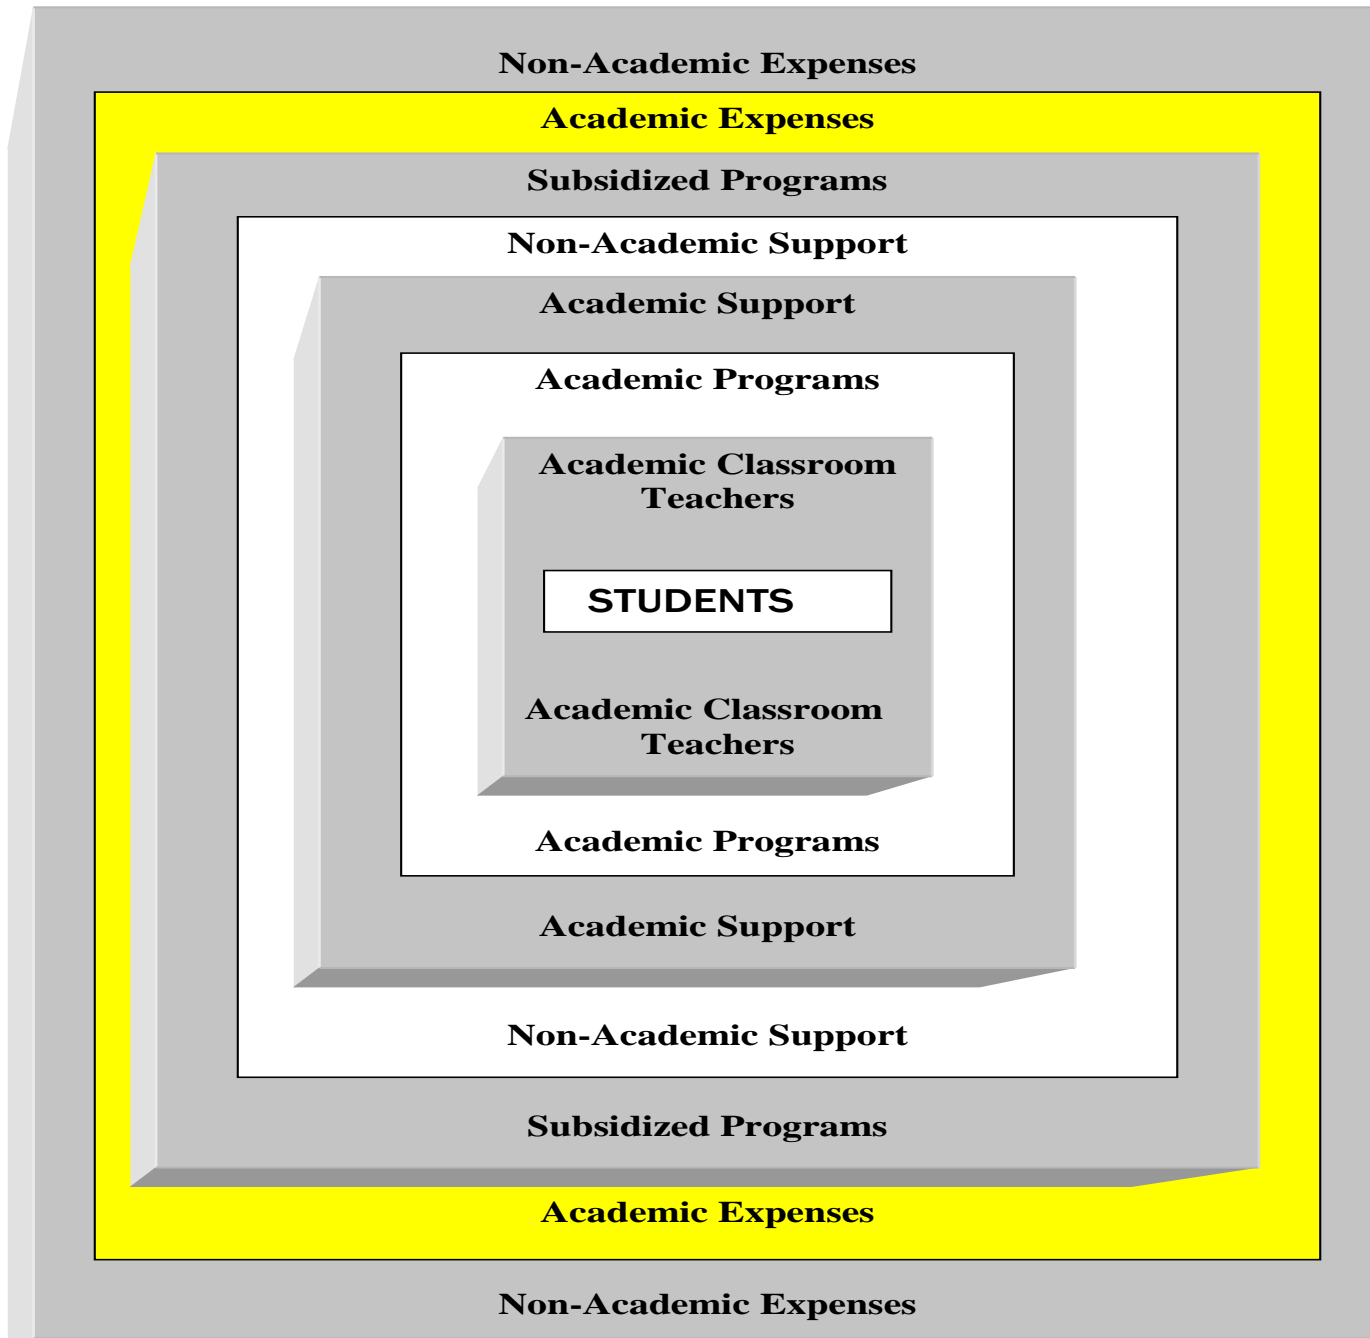 Non-Academic Expenses
Academic Expenses
Subsidized Programs
Non-Academic Support
Academic Support
Academic Programs
Academic Classroom
Teachers
STUDENTS
Academic Classroom
Teachers
Academic Programs
Academic Support
Non-Academic Support
Subsidized Programs
Academic Expenses
Non-Academic Expenses